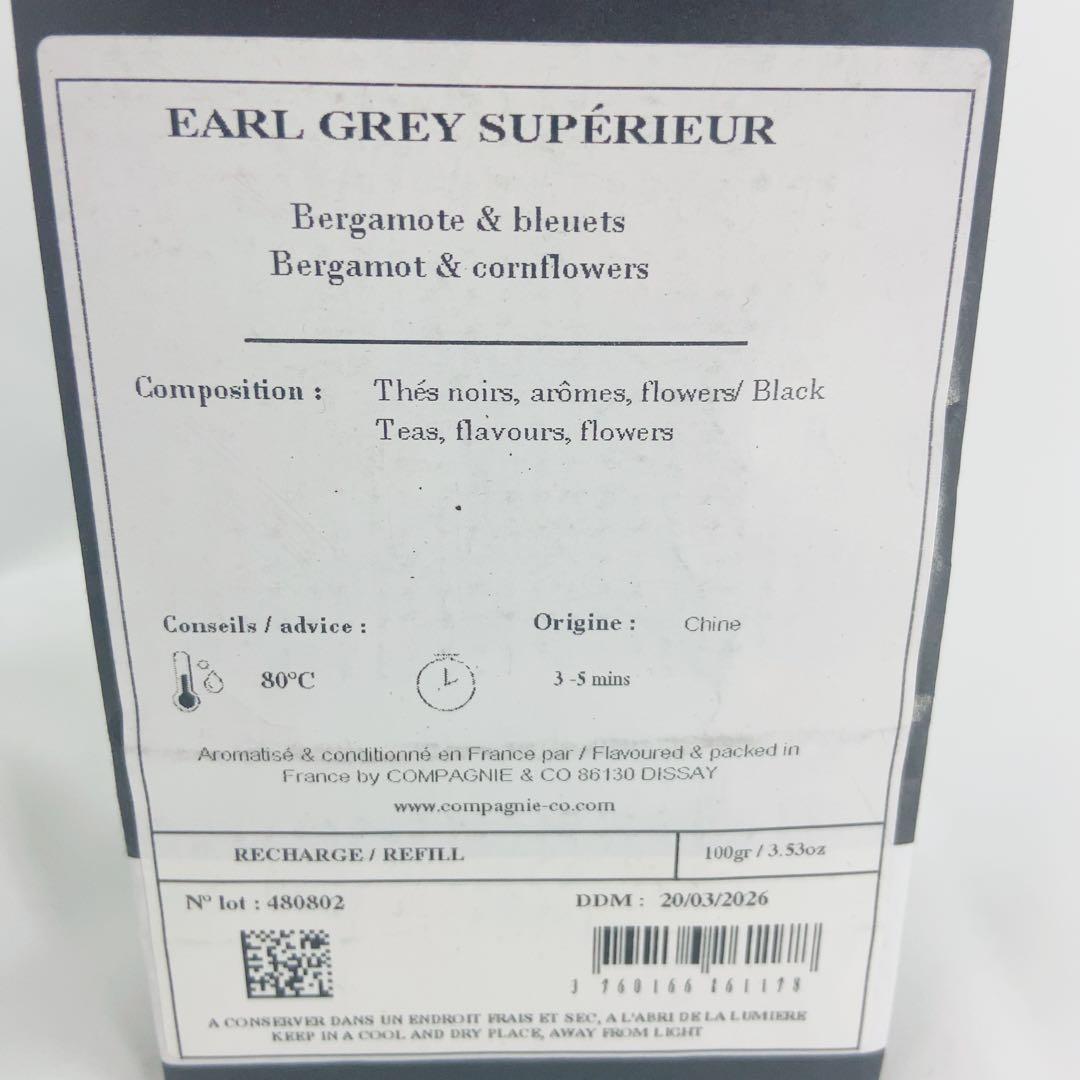 EARL GREY SUPÉRIEUR
Bergamote & bleuets
Bergamot & cornflowers
Composition : Thés noirs, arômes, flowers/ Black
Teas, flavours, flowers
Conseils / advice : Origine : Chine
80°C 3 -5 mins
Aromatisé & conditionné en France par / Flavoured & packed in
France by COMPAGNIE & CO 86130 DISSAY
www.compagnie-co.com
RECHARGE / REFILL 100gr / 3.53oz
N° lot : 480802 DDM : 20/03/2026
3 760166 261178
A CONSERVER DANS UN ENDROIT FRAIS ET SEC, A L'ABRI DE LA LUMIERE
KEEP IN A COOL AND DRY PLACE, AWAY FROM LIGHT